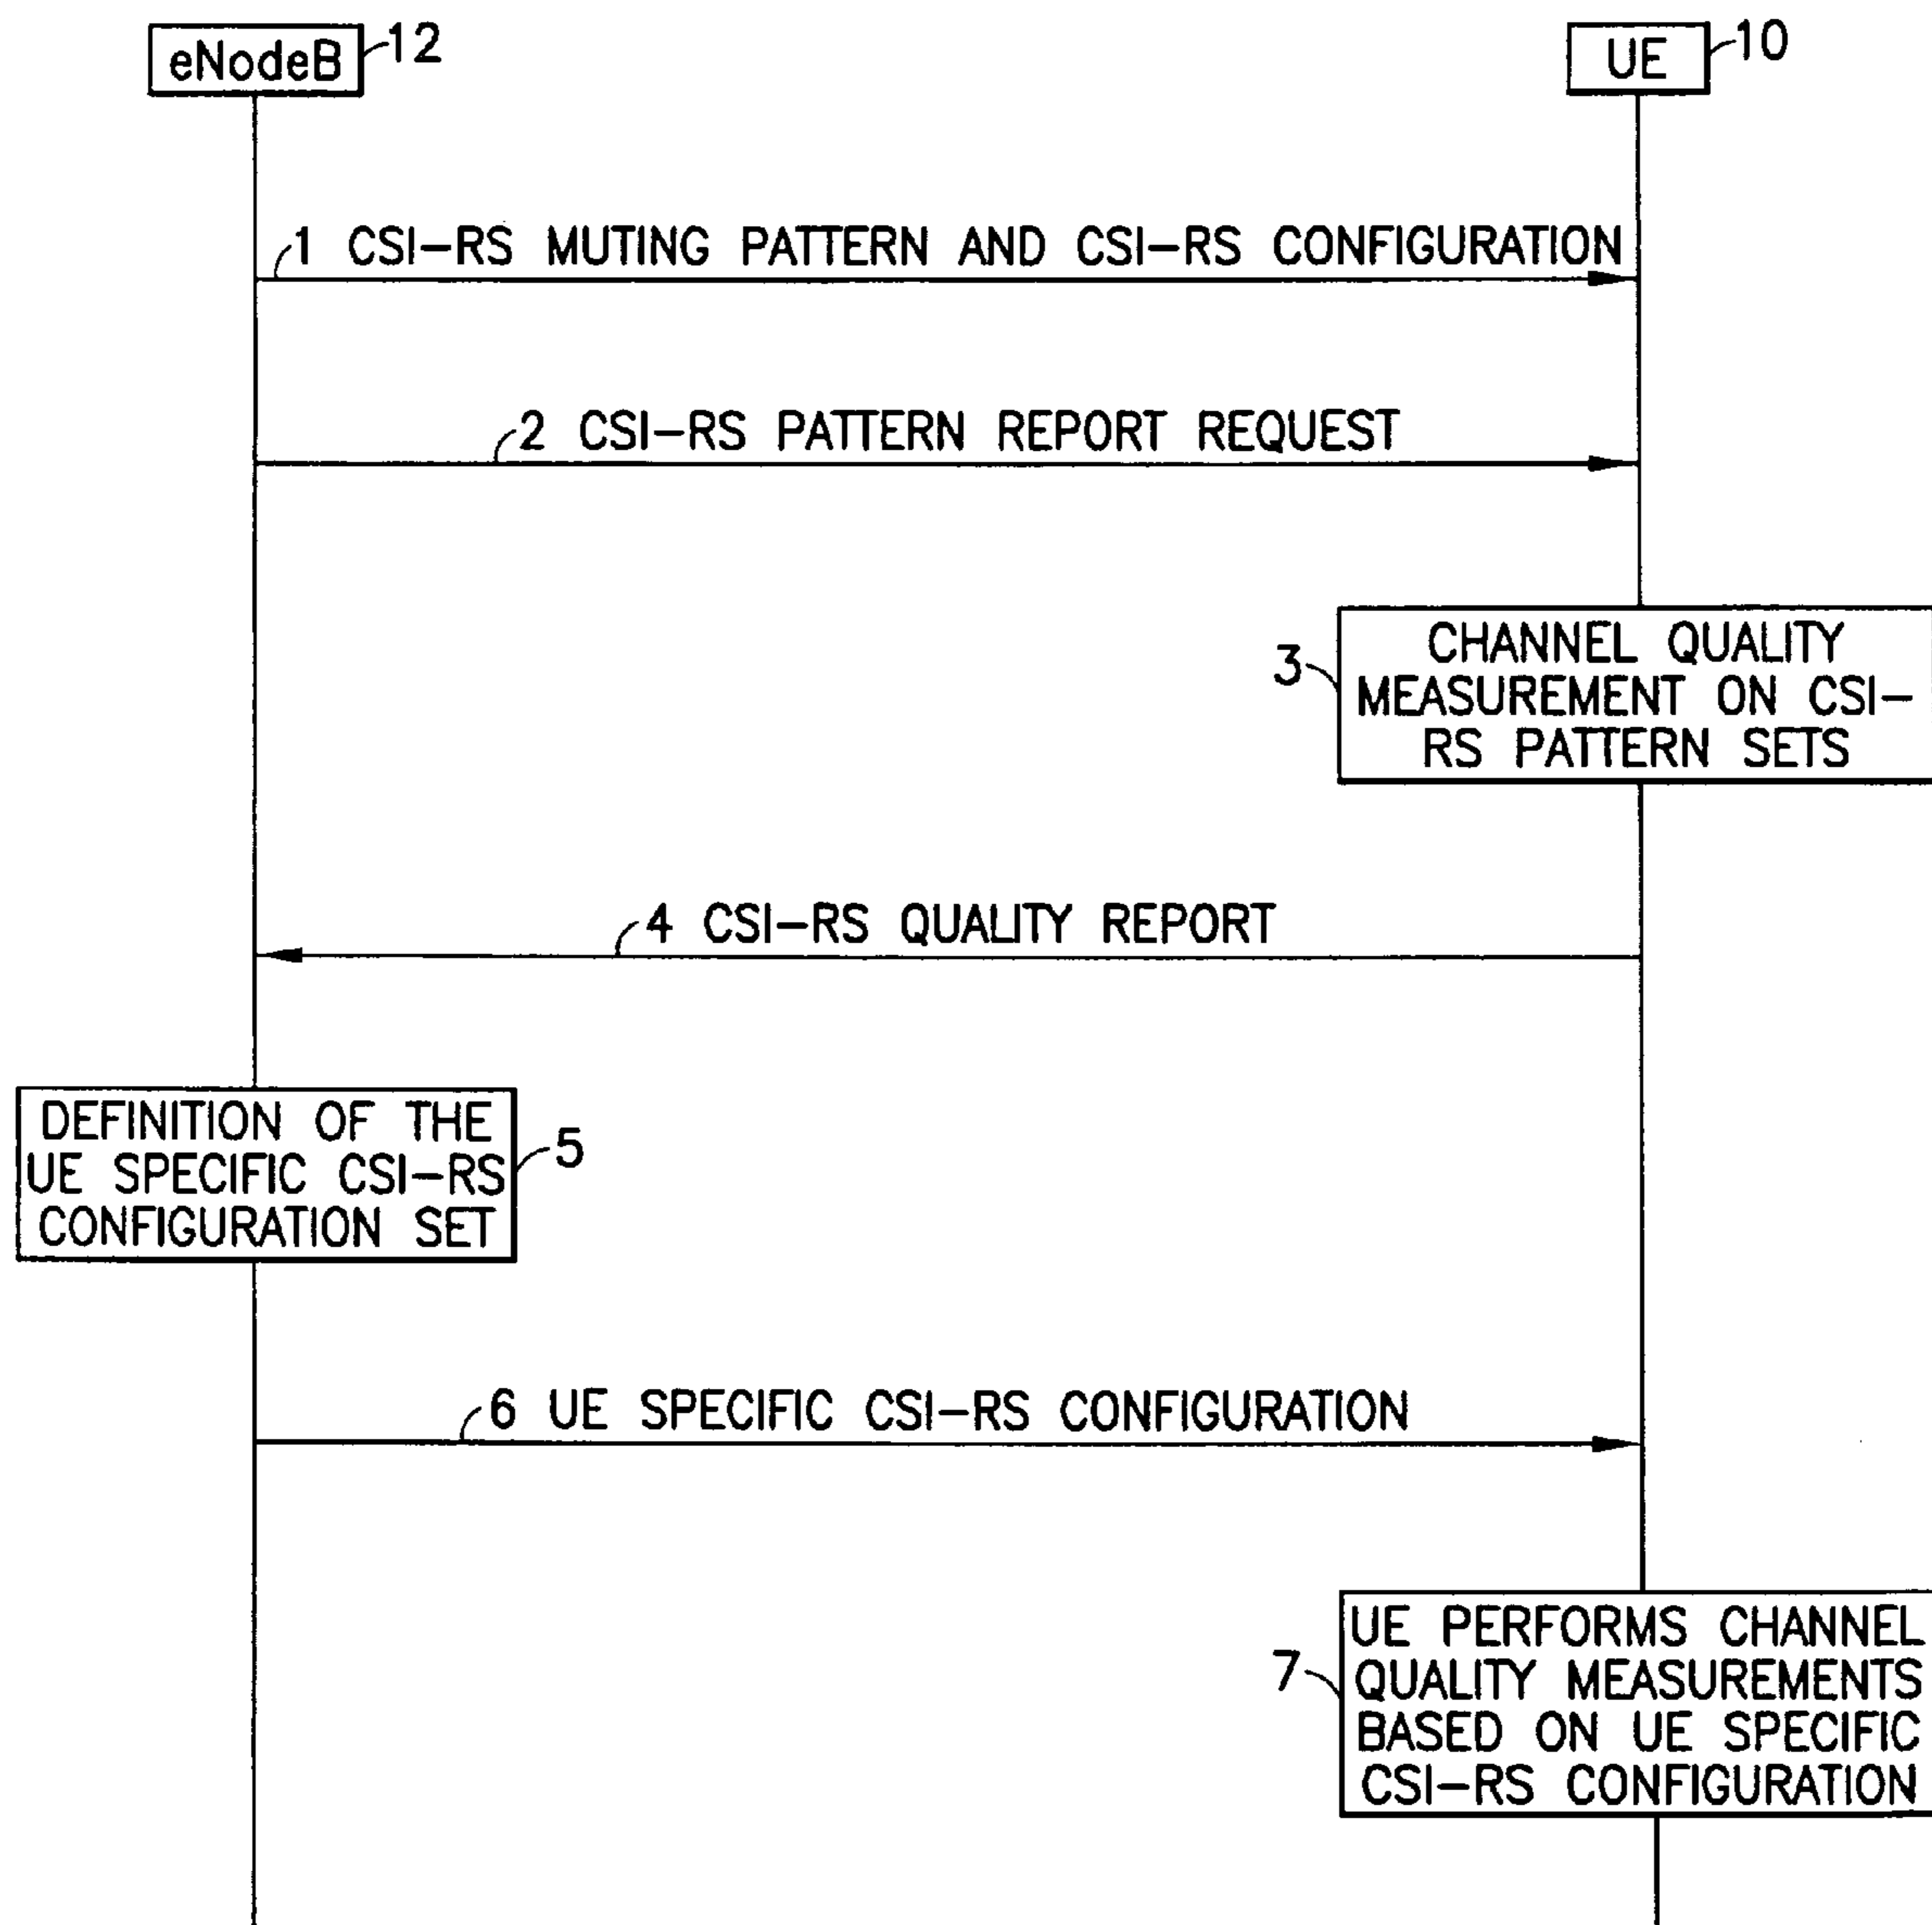 eNodeB 12
UE 10
1 CSI-RS MUTING PATTERN AND CSI-RS CONFIGURATION
2 CSI-RS PATTERN REPORT REQUEST
3
CHANNEL QUALITY
MEASUREMENT ON CSI-
RS PATTERN SETS
4 CSI-RS QUALITY REPORT
DEFINITION OF THE
UE SPECIFIC CSI-RS
CONFIGURATION SET
5
6 UE SPECIFIC CSI-RS CONFIGURATION
7
UE PERFORMS CHANNEL
QUALITY MEASUREMENTS
BASED ON UE SPECIFIC
CSI-RS CONFIGURATION